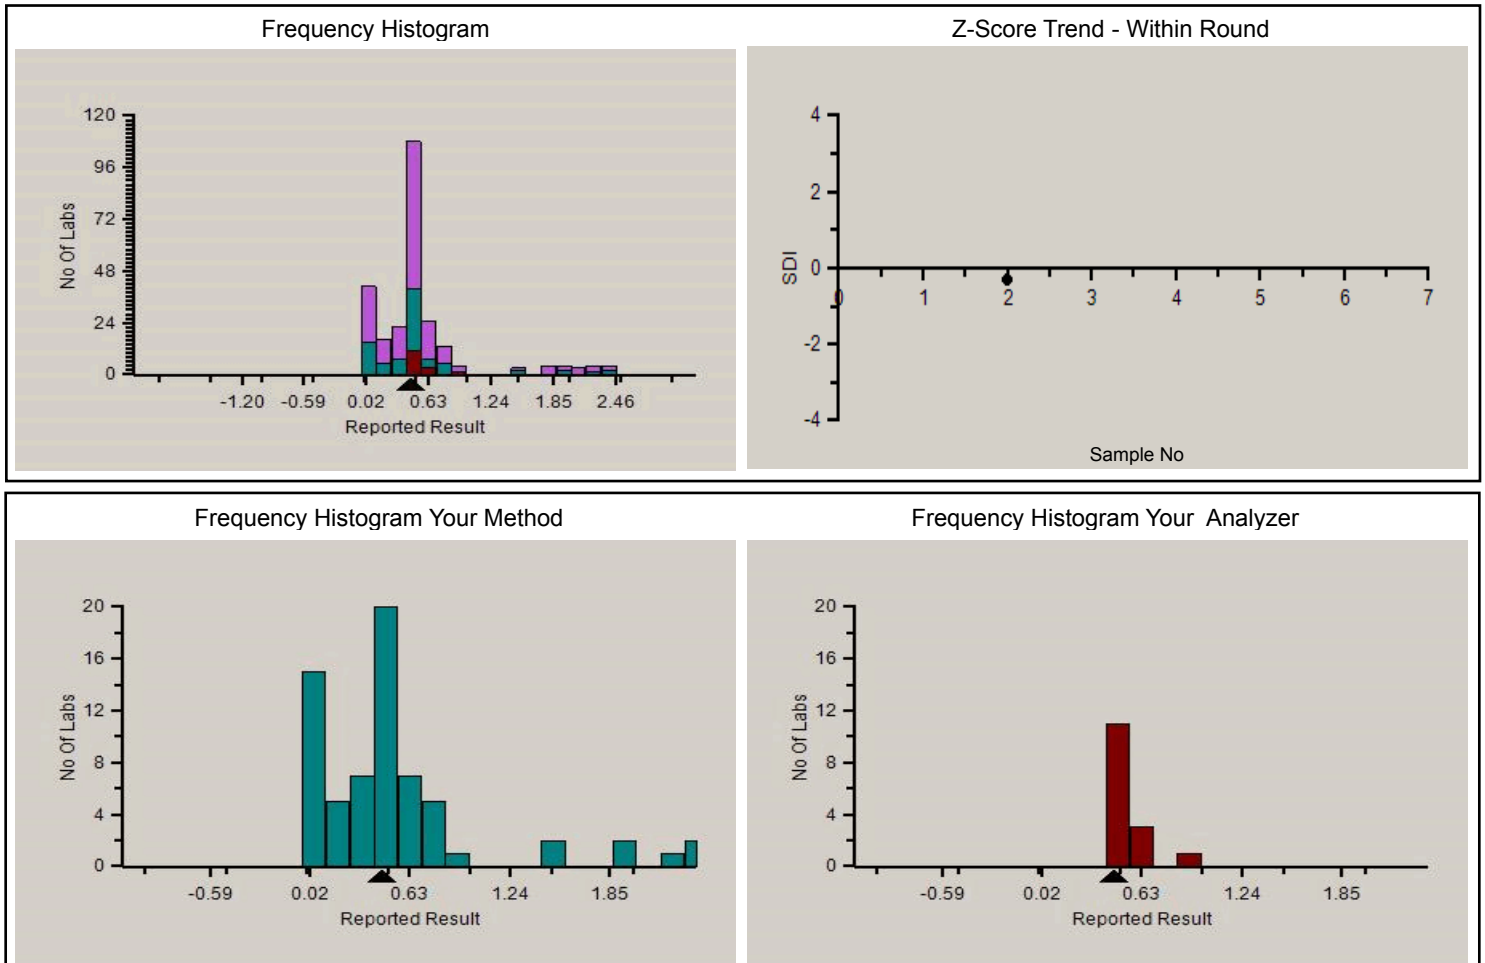 Frequency Histogram
120
96
72
48
24
0
No Of Labs
-1.20 -0.59 0.02 0.63 1.24 1.85 2.46
Reported Result
Z-Score Trend - Within Round
4
2
0
-2
-4
SDI
0 1 2 3 4 5 6 7
Sample No
Frequency Histogram Your Method
20
16
12
8
4
0
No Of Labs
-0.59 0.02 0.63 1.24 1.85
Reported Result
Frequency Histogram Your Analyzer
20
16
12
8
4
0
No Of Labs
-0.59 0.02 0.63 1.24 1.85
Reported Result